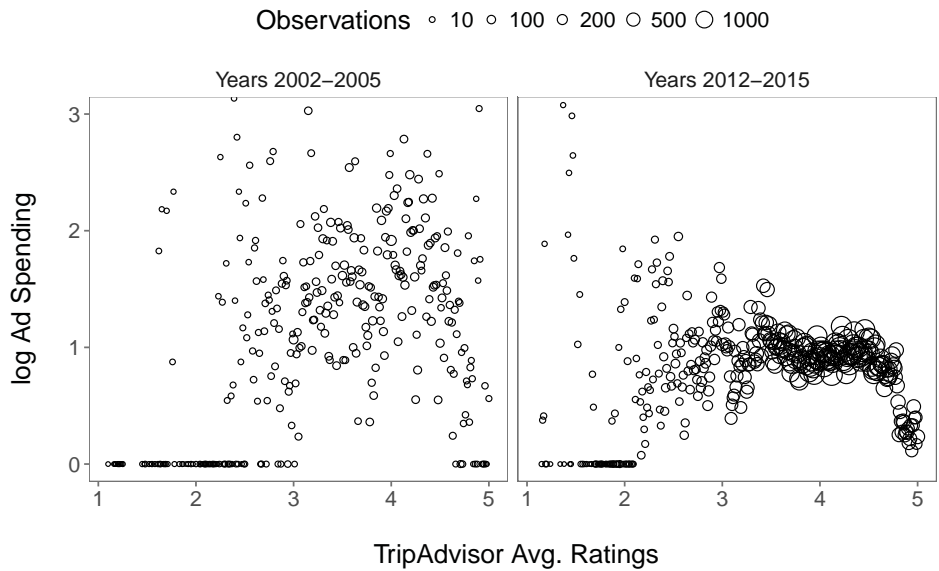 Observations 10 100 200 500 1000
Years 2002−2005 Years 2012−2015
3
2
1
0
log Ad Spending
1 2 3 4 5 1 2 3 4 5
TripAdvisor Avg. Ratings